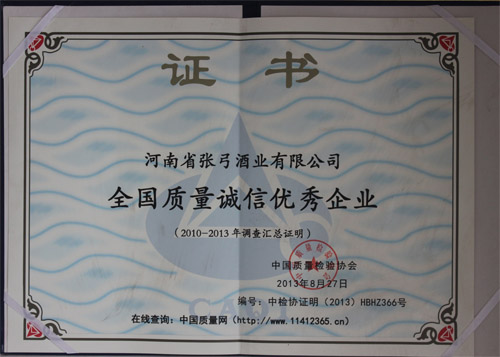 证书
河南省张弓酒业有限公司
全国质量诚信优秀企业
(2010-2013年调查汇总证明)
中国质量检验协会
2013年8月27日
编号:中检协证明(2013)HBHZ366号
在线查询:中国质量网(http://www.11412365.cn)